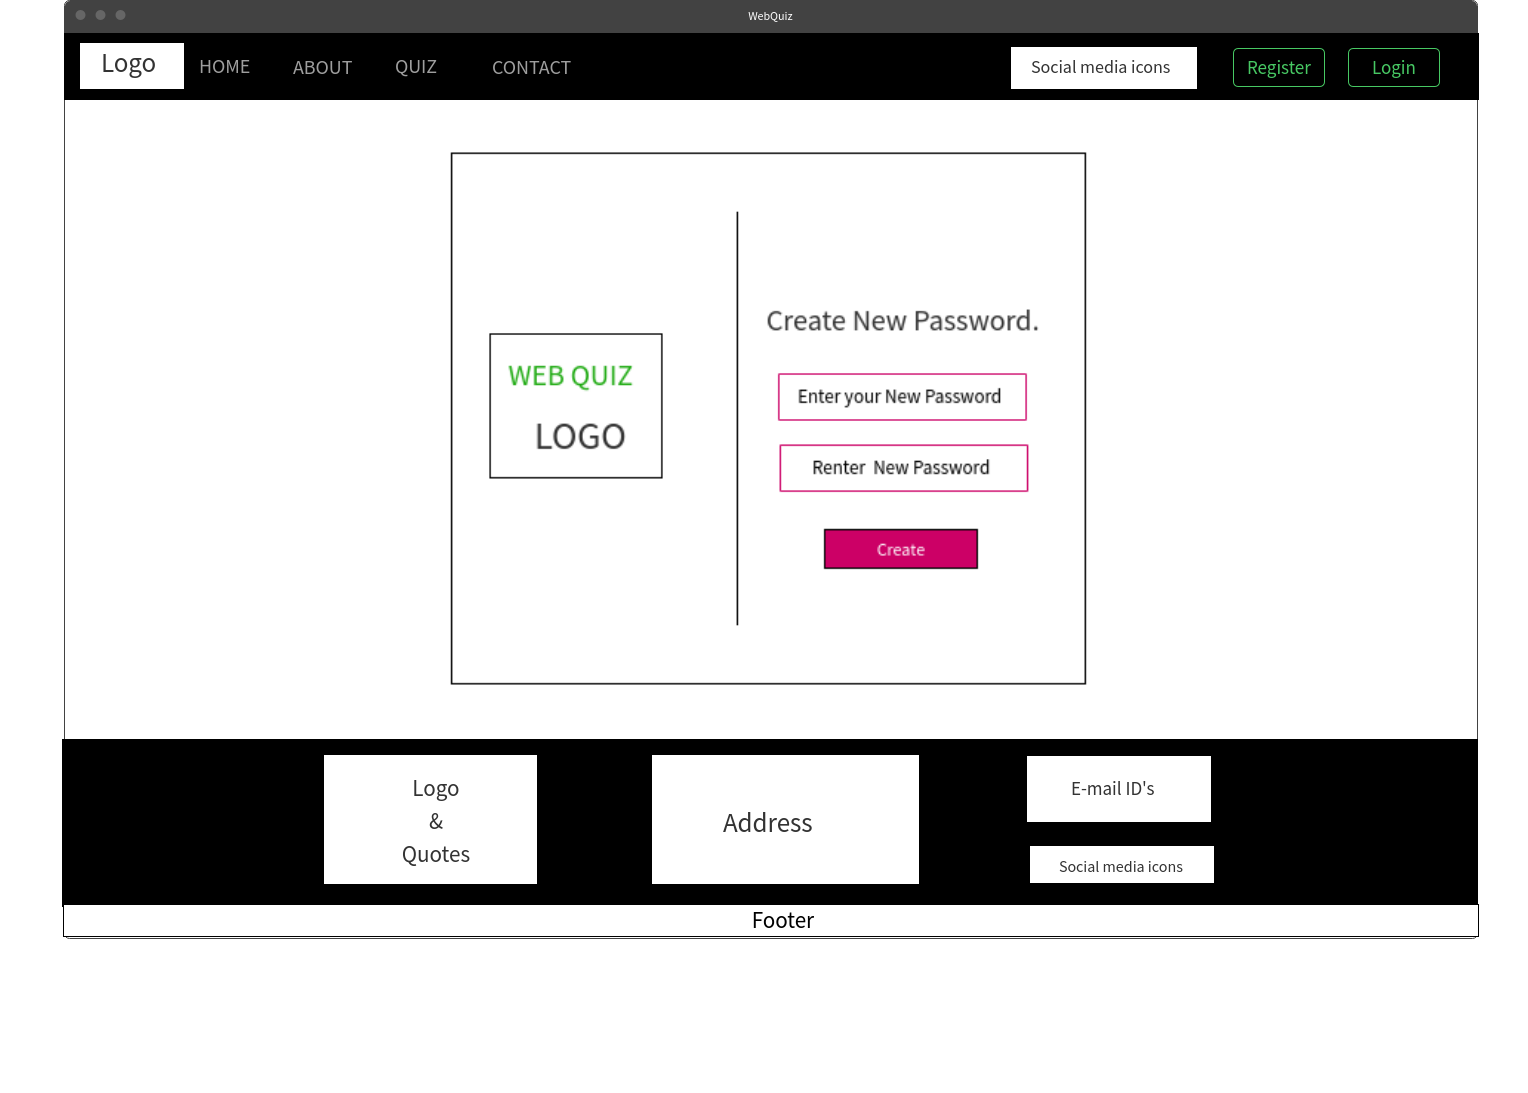 WebQuiz
Logo HOME ABOUT QUIZ CONTACT Social media icons Register Login
WEB QUIZ
LOGO
Create New Password.
Enter your New Password
Renter New Password
Create
Logo
&
Quotes
Address
E-mail ID's
Social media icons
Footer